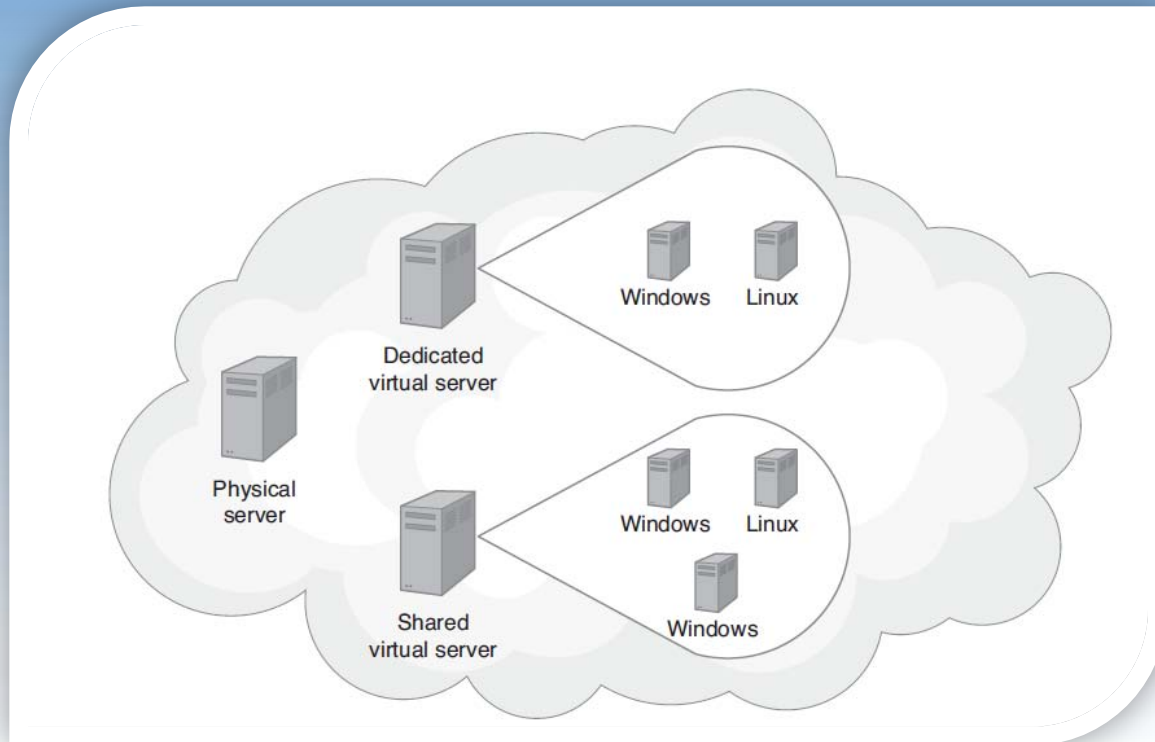 Windows
Linux
Dedicated
virtual server
Physical
server
Windows
Linux
Windows
Shared
virtual server